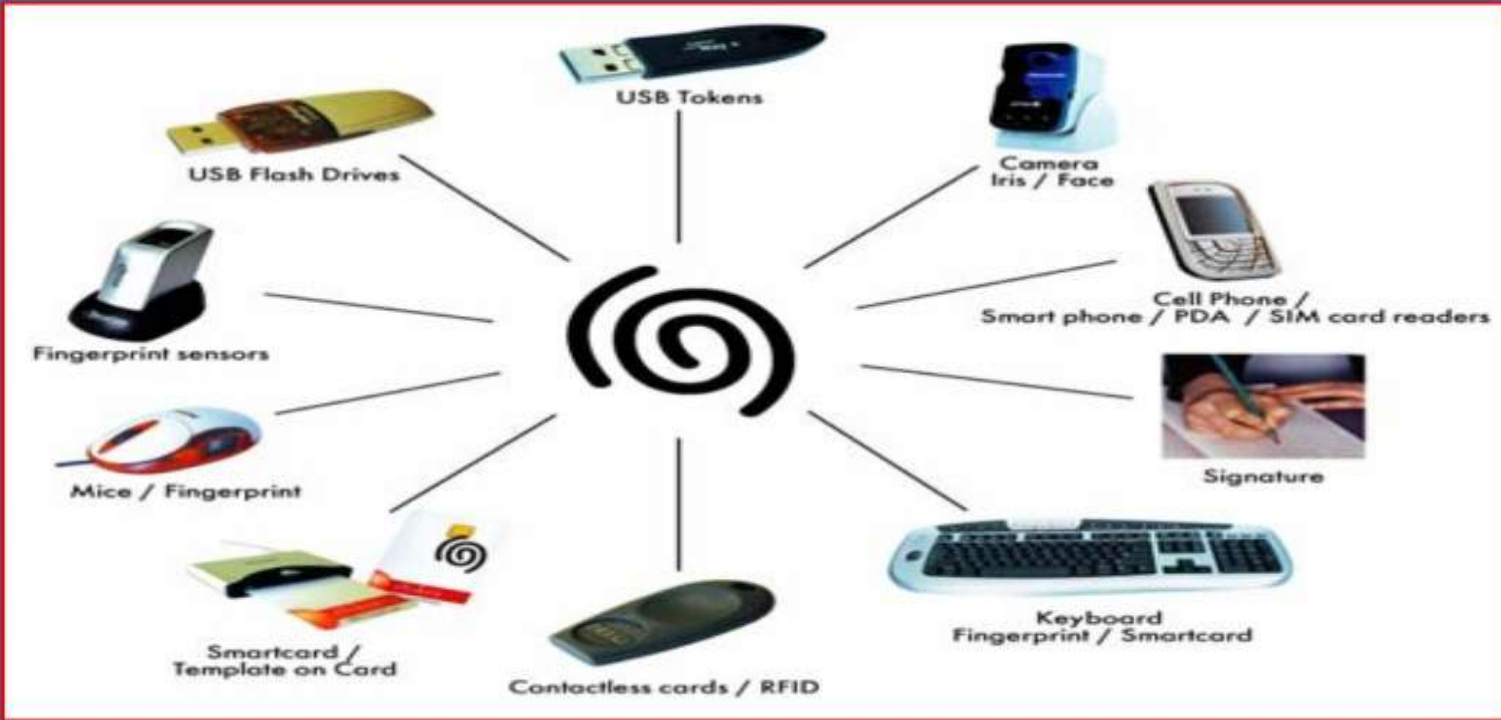 USB Tokens
USB Flash Drives
Camera
Iris / Face
Cell Phone /
Smart phone / PDA / SIM card readers
Fingerprint sensors
Signature
Mice / Fingerprint
Keyboard
Fingerprint / Smartcard
Smartcard /
Template on Card
Contactless cards / RFID